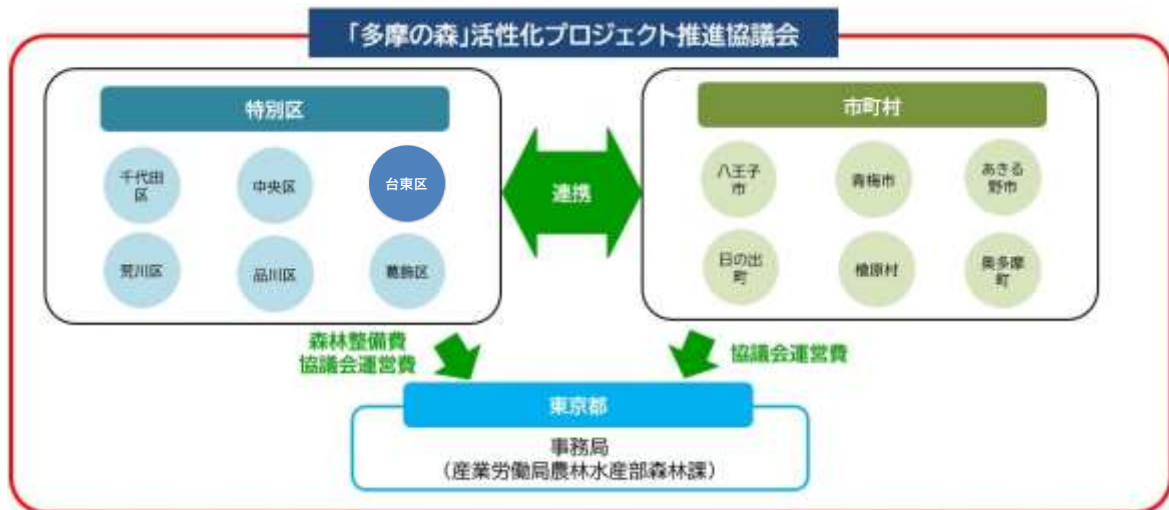 「多摩の森」活性化プロジェクト推進協議会
特別区
千代田
区
中央区
台東区
荒川区
品川区
葛飾区
連携
市町村
八王子
市
青梅市
あきる
野市
日の出
町
檜原村
奥多摩
町
森林整備費
協議会運営費
協議会運営費
東京都
事務局
（産業労働局農林水産部森林課）